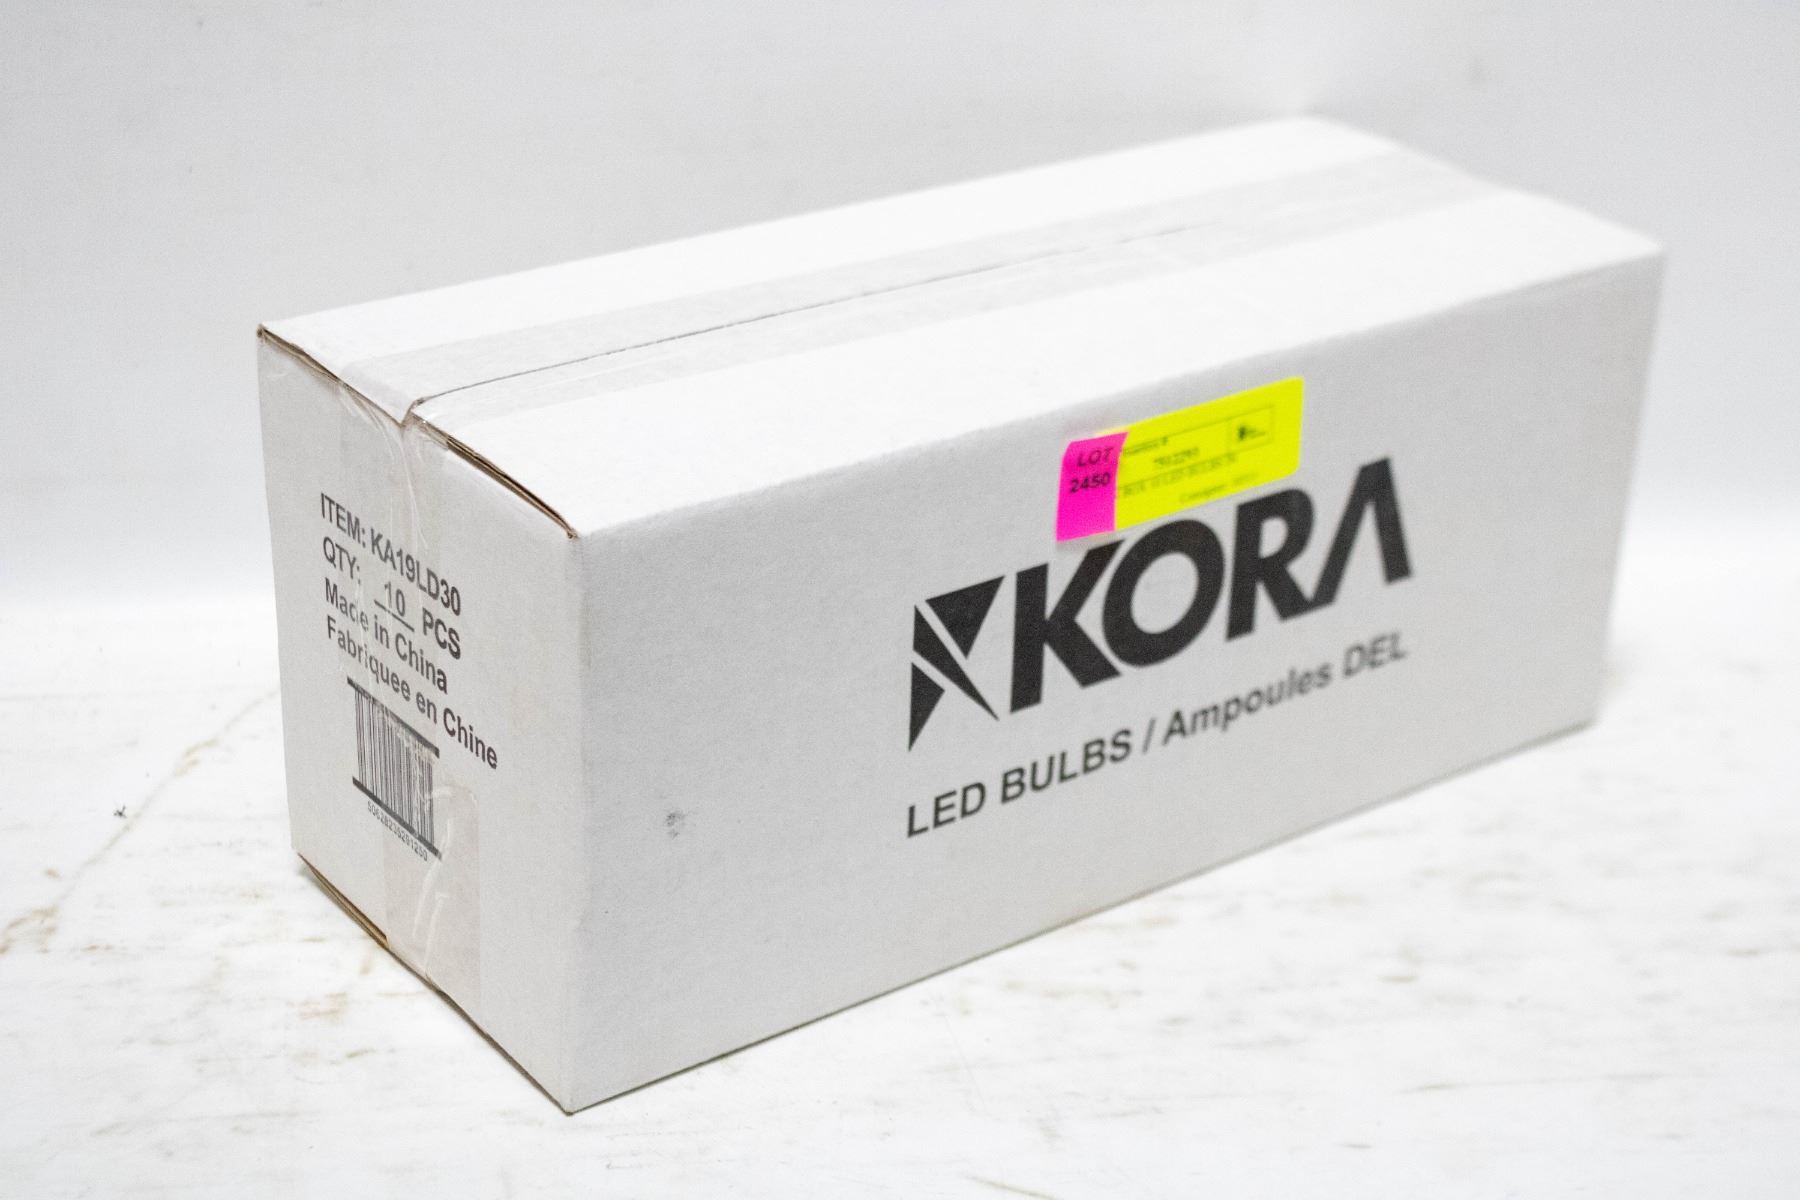 ITEM: KA19LD30
QTY: 10 PCS
Made in China
Fabriquee en Chine
LOT
2450
KORA
LED BULBS / Ampoules DEL